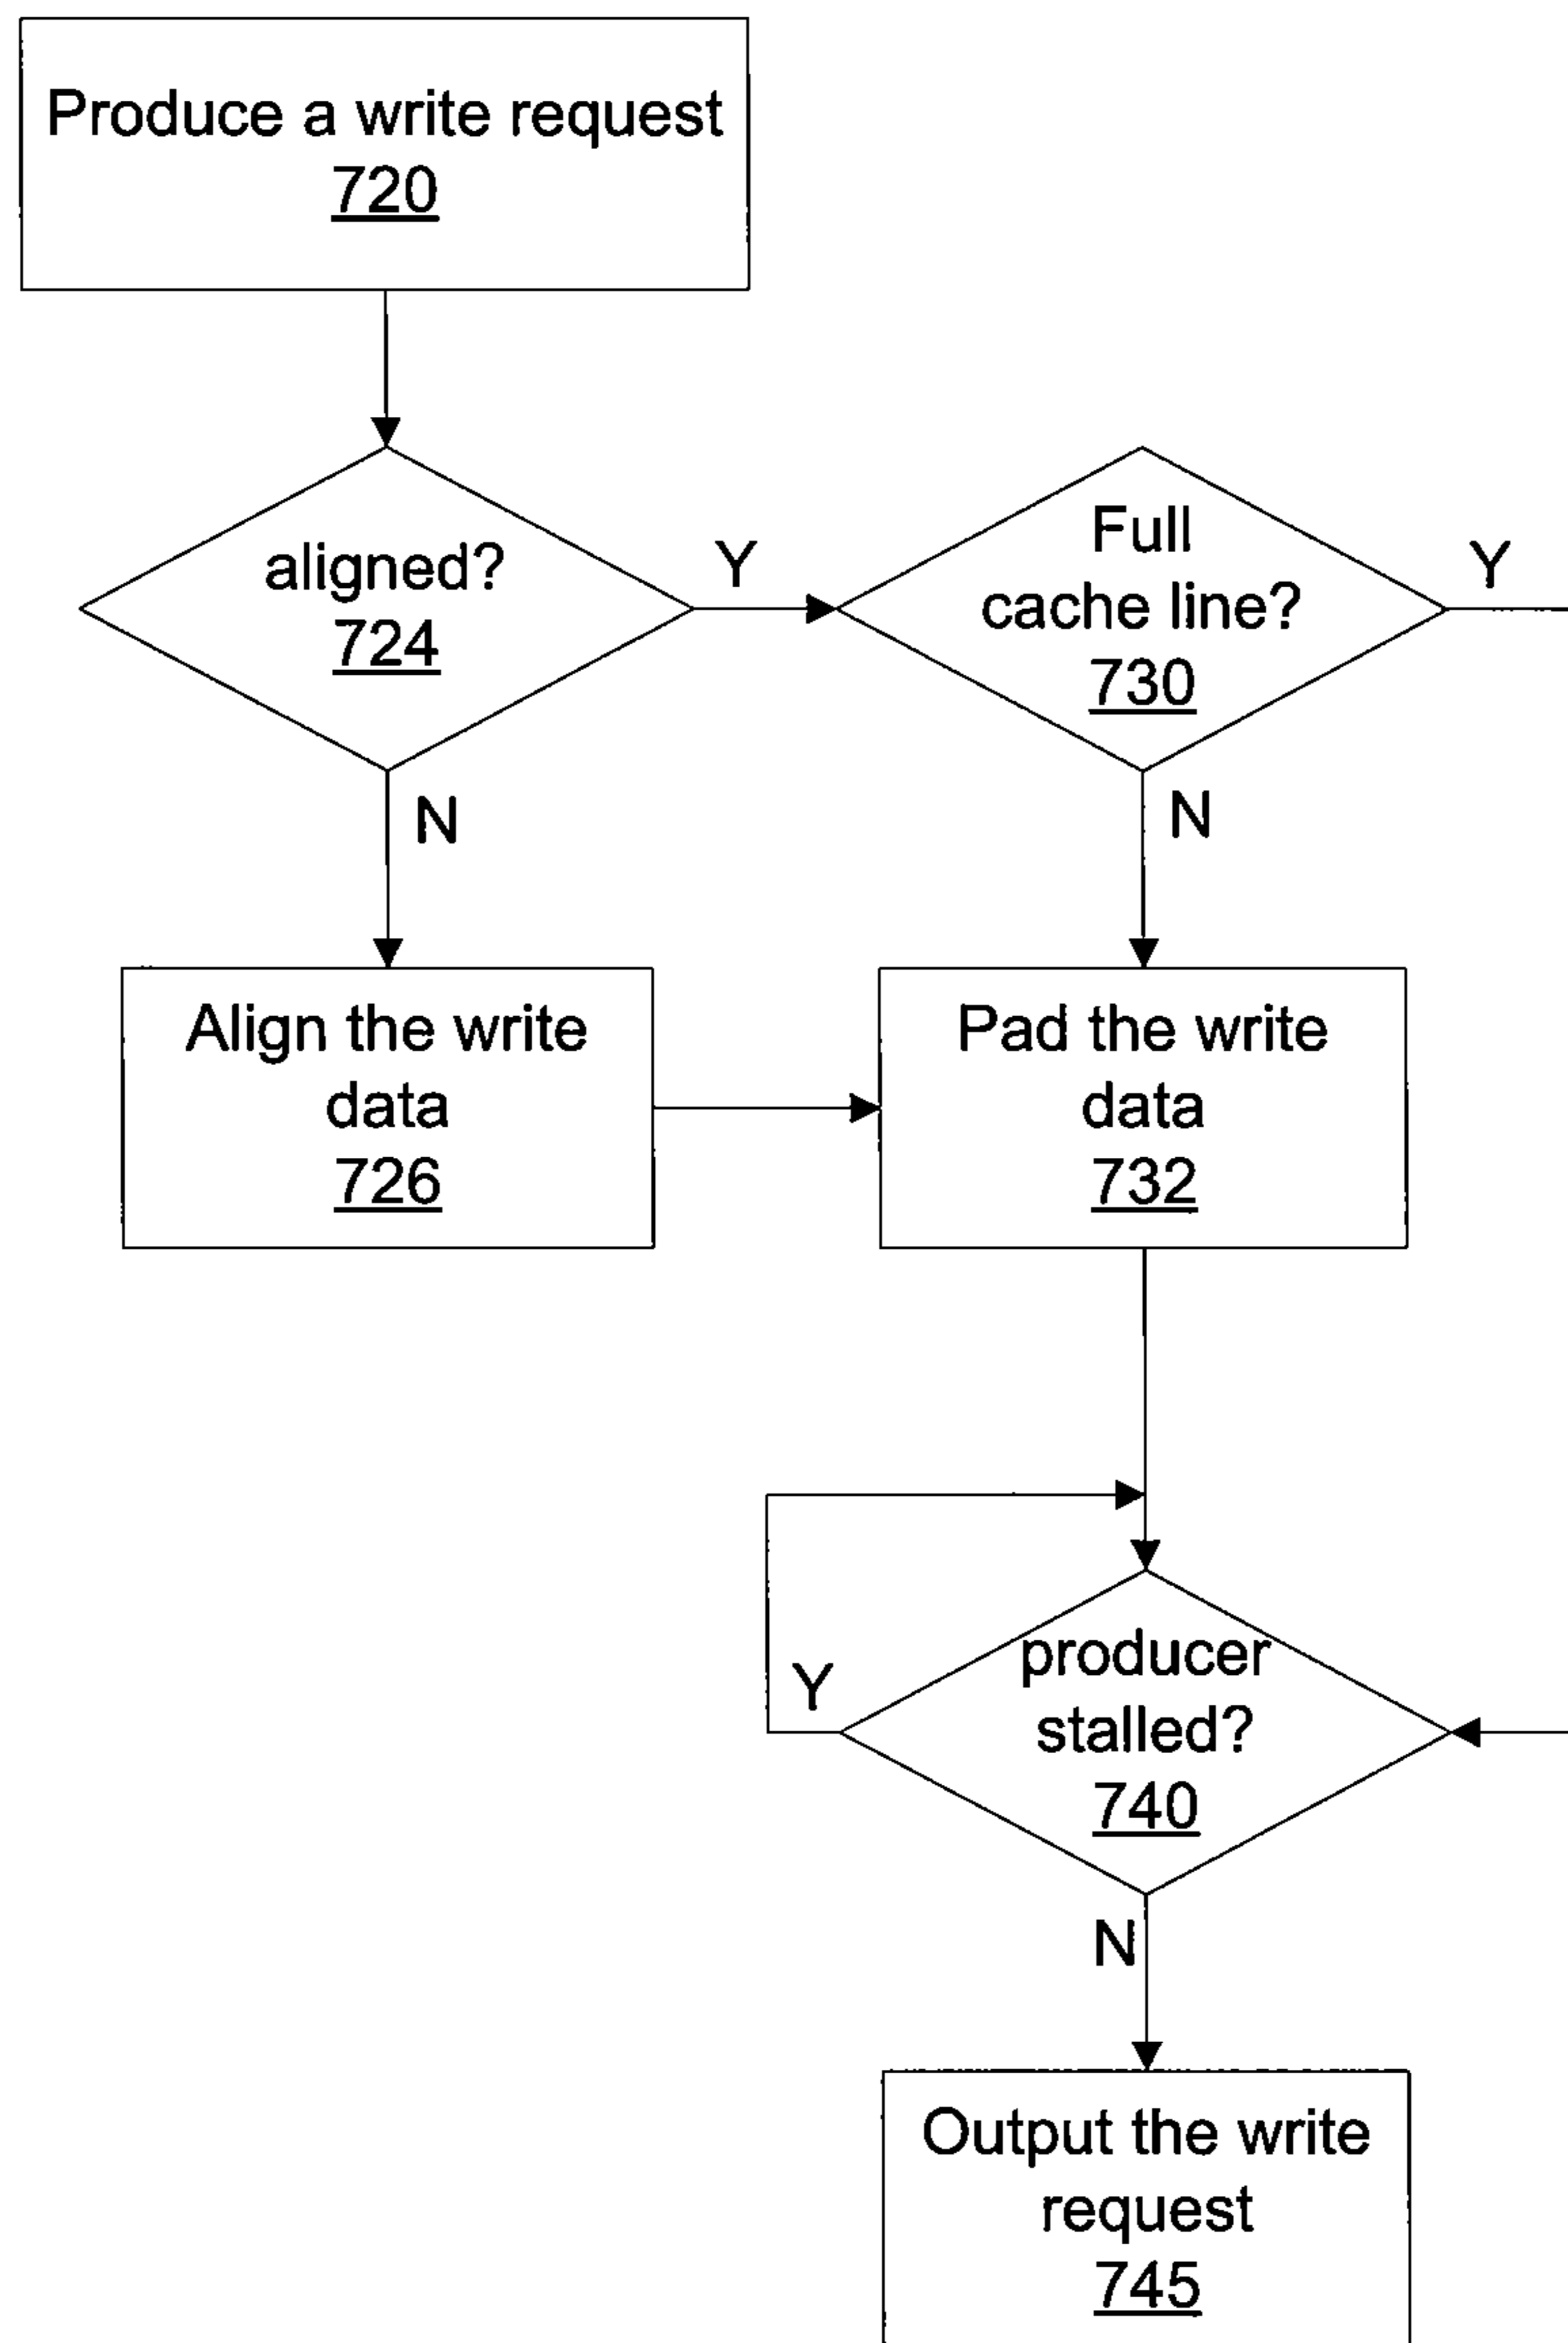 Produce a write request
720
aligned?
724
Y
Full
cache line?
730
Y
N
N
Align the write
data
726
Pad the write
data
732
producer
stalled?
740
Y
N
Output the write
request
745